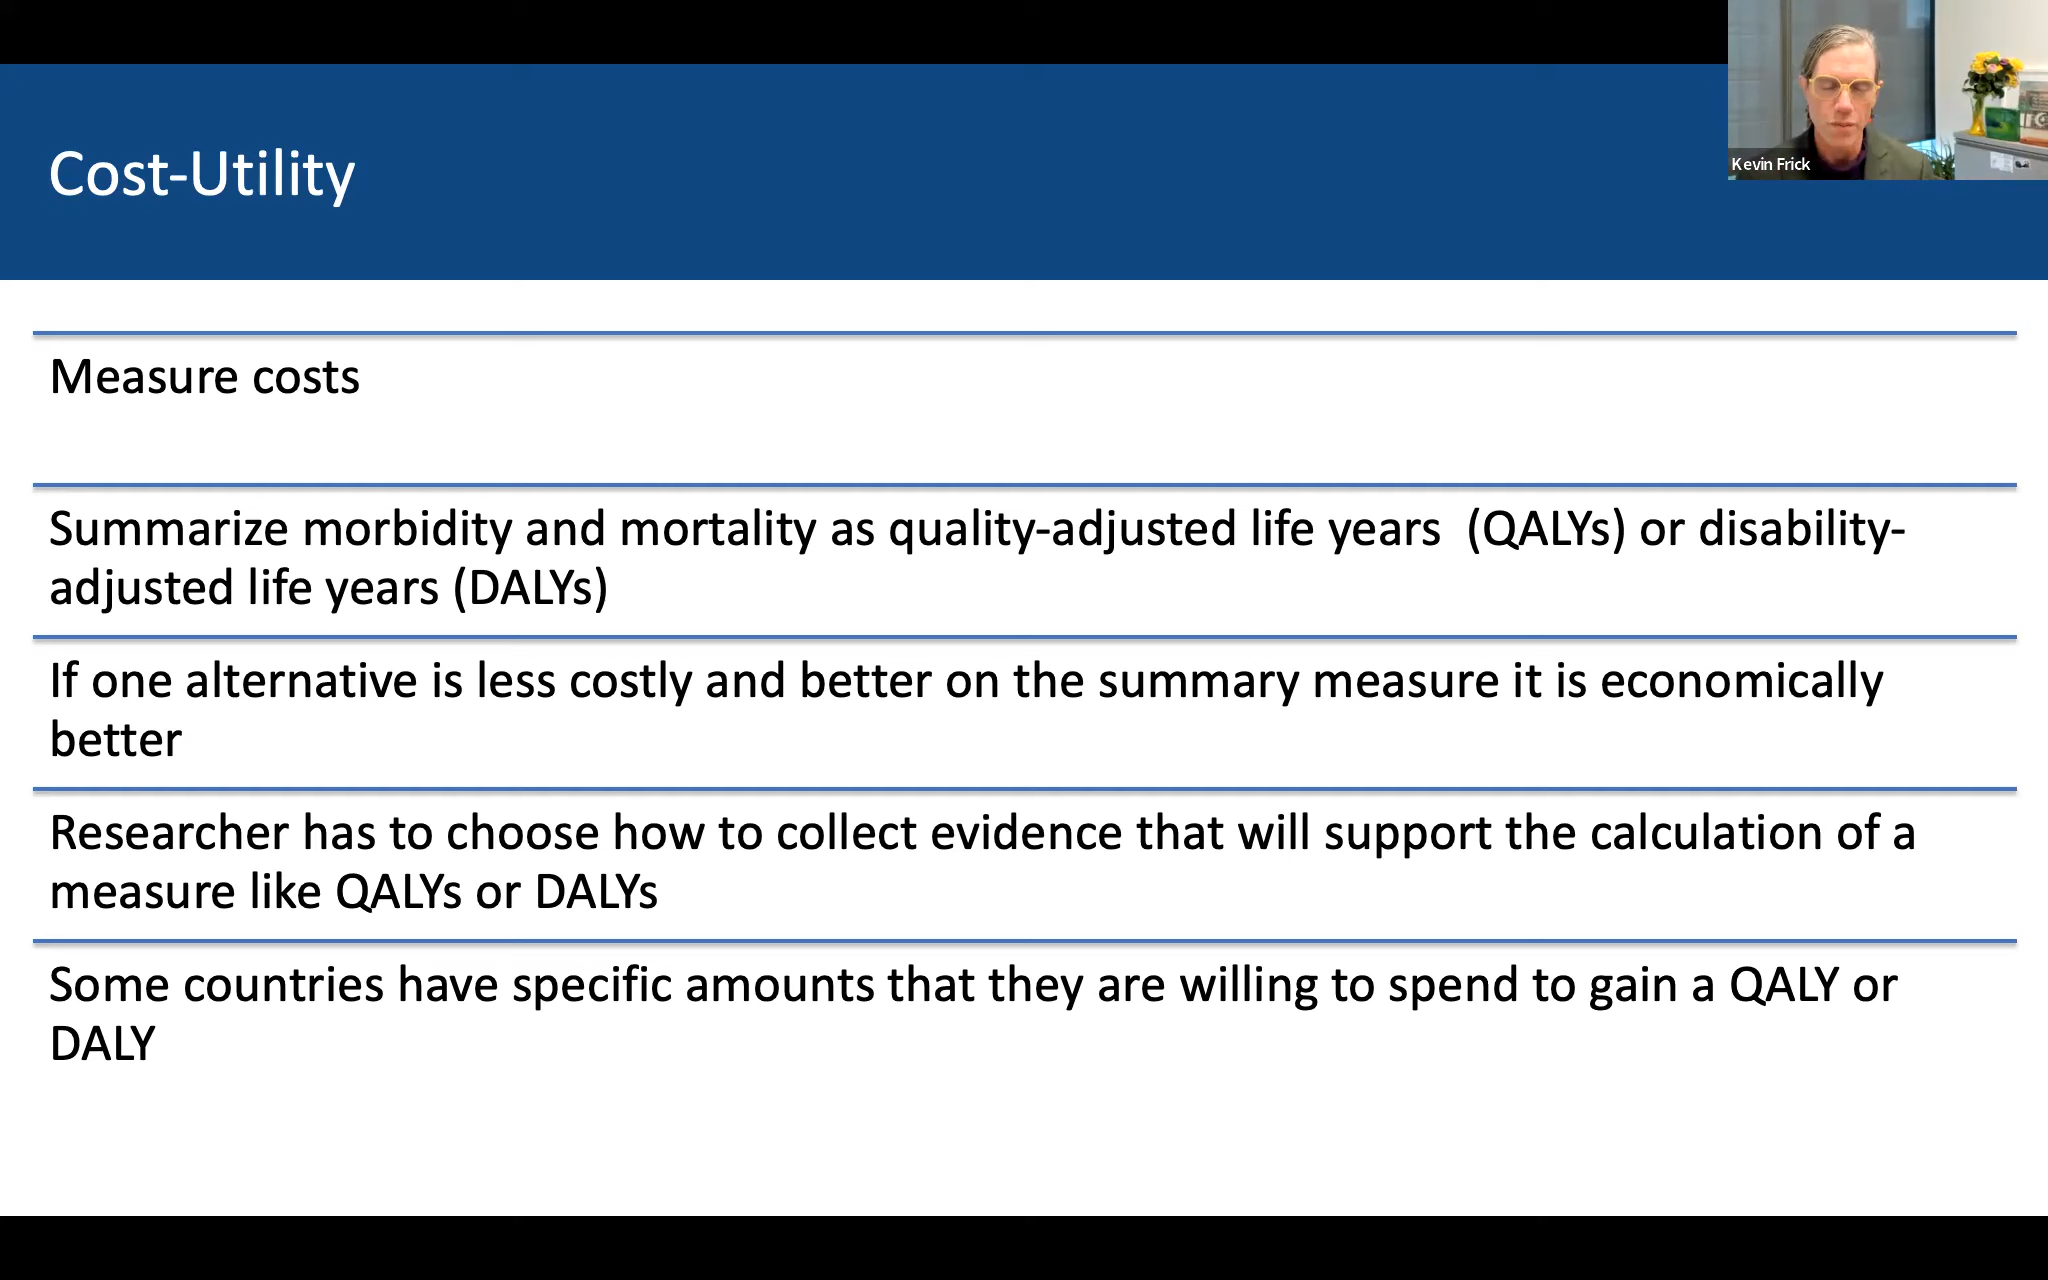 Cost-Utility
Kevin Frick
Measure costs
Summarize morbidity and mortality as quality-adjusted life years  (QALYs) or disability-
adjusted life years (DALYs)
If one alternative is less costly and better on the summary measure it is economically
better
Researcher has to choose how to collect evidence that will support the calculation of a
measure like QALYs or DALYs
Some countries have specific amounts that they are willing to spend to gain a QALY or
DALY